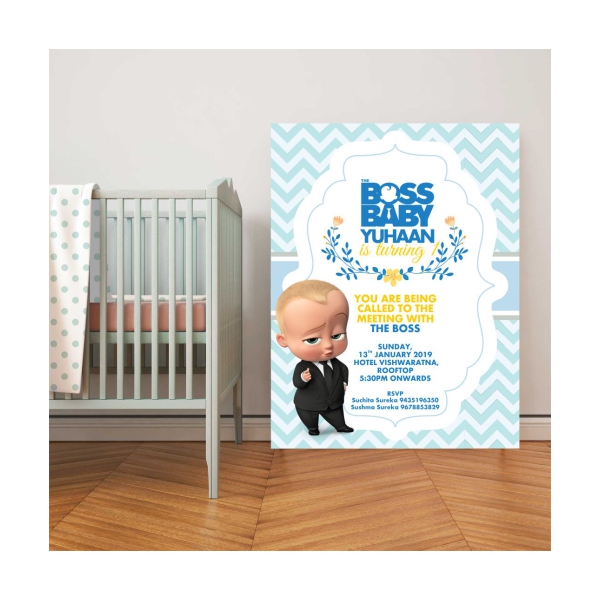 THE
BOSS
BABY
YUHAAN
is turning 1
YOU ARE BEING
CALLED TO THE
MEETING WITH
THE BOSS
SUNDAY,
13TH JANUARY 2019
HOTEL VISHWARATNA,
ROOFTOP
5:30PM ONWARDS
RSVP
Suchita Sureka 9435196350
Sushma Sureka 9678853829